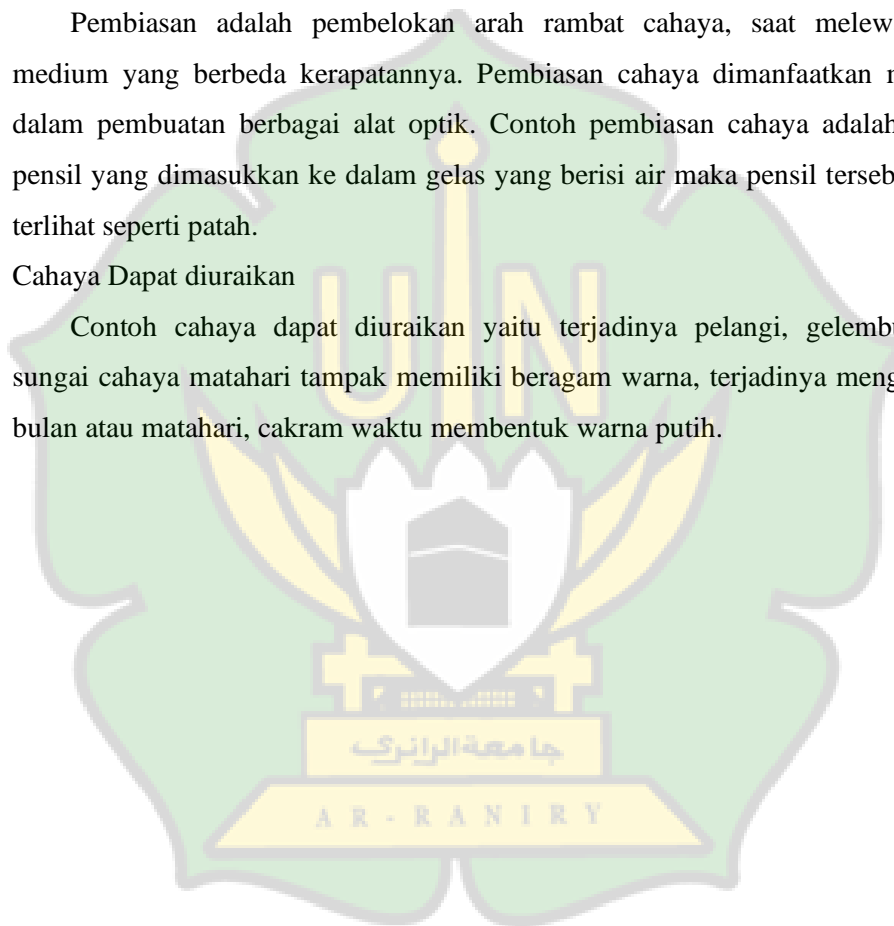 Pembiasan adalah pembelokan arah rambat cahaya, saat melew
medium yang berbeda kerapatannya. Pembiasan cahaya dimanfaatkan
dalam pembuatan berbagai alat optik. Contoh pembiasan cahaya adalah
pensil yang dimasukkan ke dalam gelas yang berisi air maka pensil terseb
terlihat seperti patah.
Cahaya Dapat diuraikan
Contoh cahaya dapat diuraikan yaitu terjadinya pelangi, gelembu
sungai cahaya matahari tampak memiliki beragam warna, terjadinya meng
bulan atau matahari, cakram waktu membentuk warna putih.
UIN
جامعة الرانري
AR-RANIRY